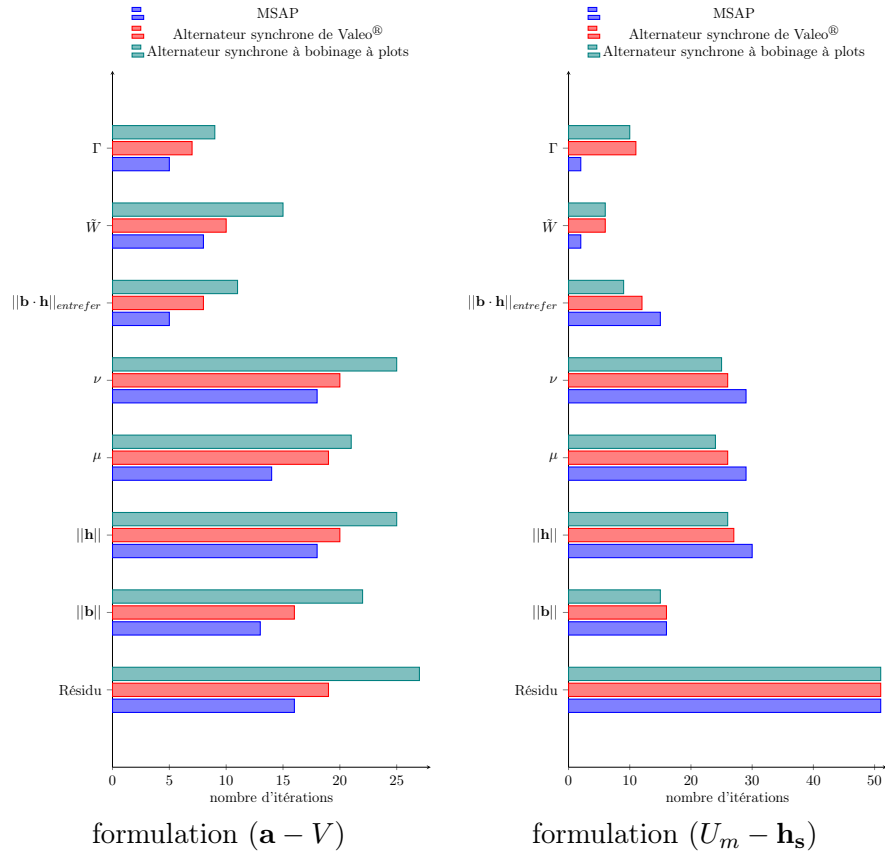 MSAP
Alternateur synchrone de Valeo®
Alternateur synchrone à bobinage à plots
Γ
W̃
||b · h||entrefer
ν
μ
||h||
||b||
Résidu
0 5 10 15 20 25
nombre d'itérations
formulation (a − V)
MSAP
Alternateur synchrone de Valeo®
Alternateur synchrone à bobinage à plots
Γ
W̃
||b · h||entrefer
ν
μ
||h||
||b||
Résidu
0 10 20 30 40 50
nombre d'itérations
formulation (Um − hs)